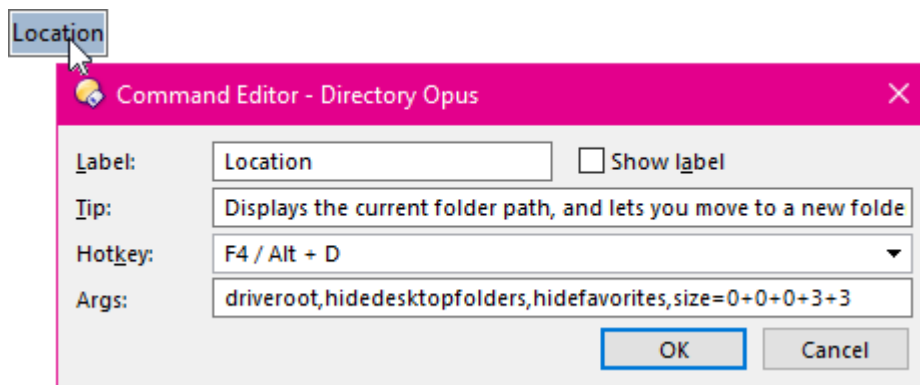 Location
Command Editor - Directory Opus
Label: Location Show label
Tip: Displays the current folder path, and lets you move to a new folde
Hotkey: F4 / Alt + D
Args: driveroot,hidedesktopfolders,hidefavorites,size=0+0+0+3+3
OK Cancel